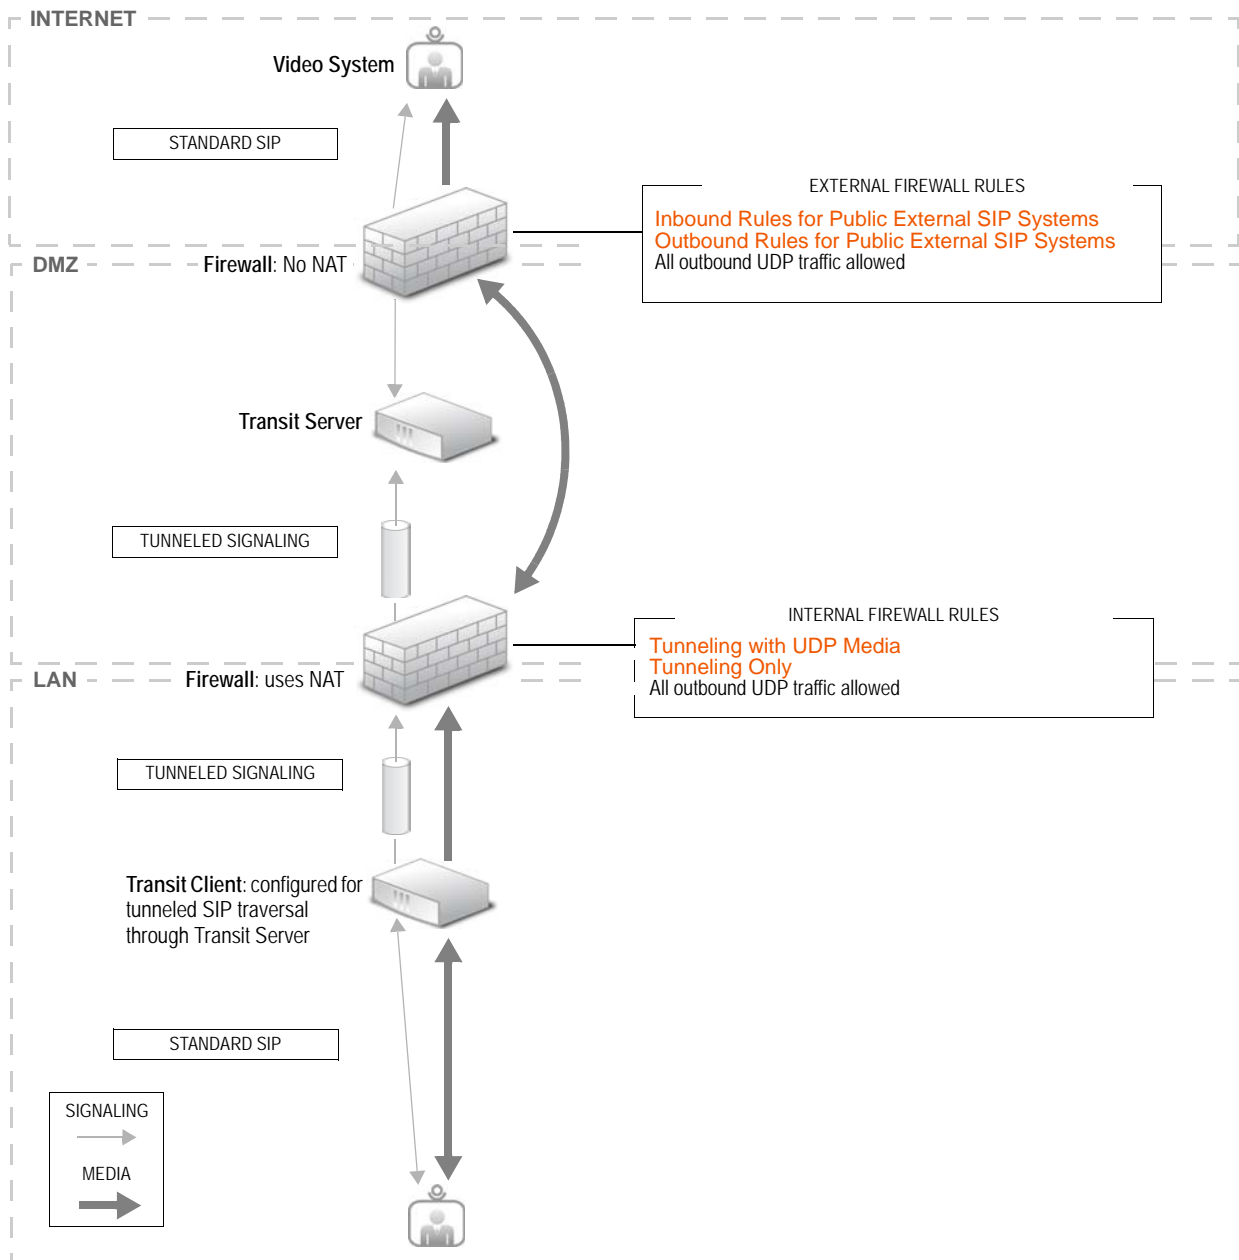 INTERNET
Video System
STANDARD SIP
EXTERNAL FIREWALL RULES
Inbound Rules for Public External SIP Systems
Outbound Rules for Public External SIP Systems
All outbound UDP traffic allowed
DMZ
Firewall: No NAT
Transit Server
TUNNELED SIGNALING
INTERNAL FIREWALL RULES
Tunneling with UDP Media
Tunneling Only
All outbound UDP traffic allowed
LAN
Firewall: uses NAT
TUNNELED SIGNALING
Transit Client: configured for
tunneled SIP traversal
through Transit Server
STANDARD SIP
SIGNALING
MEDIA